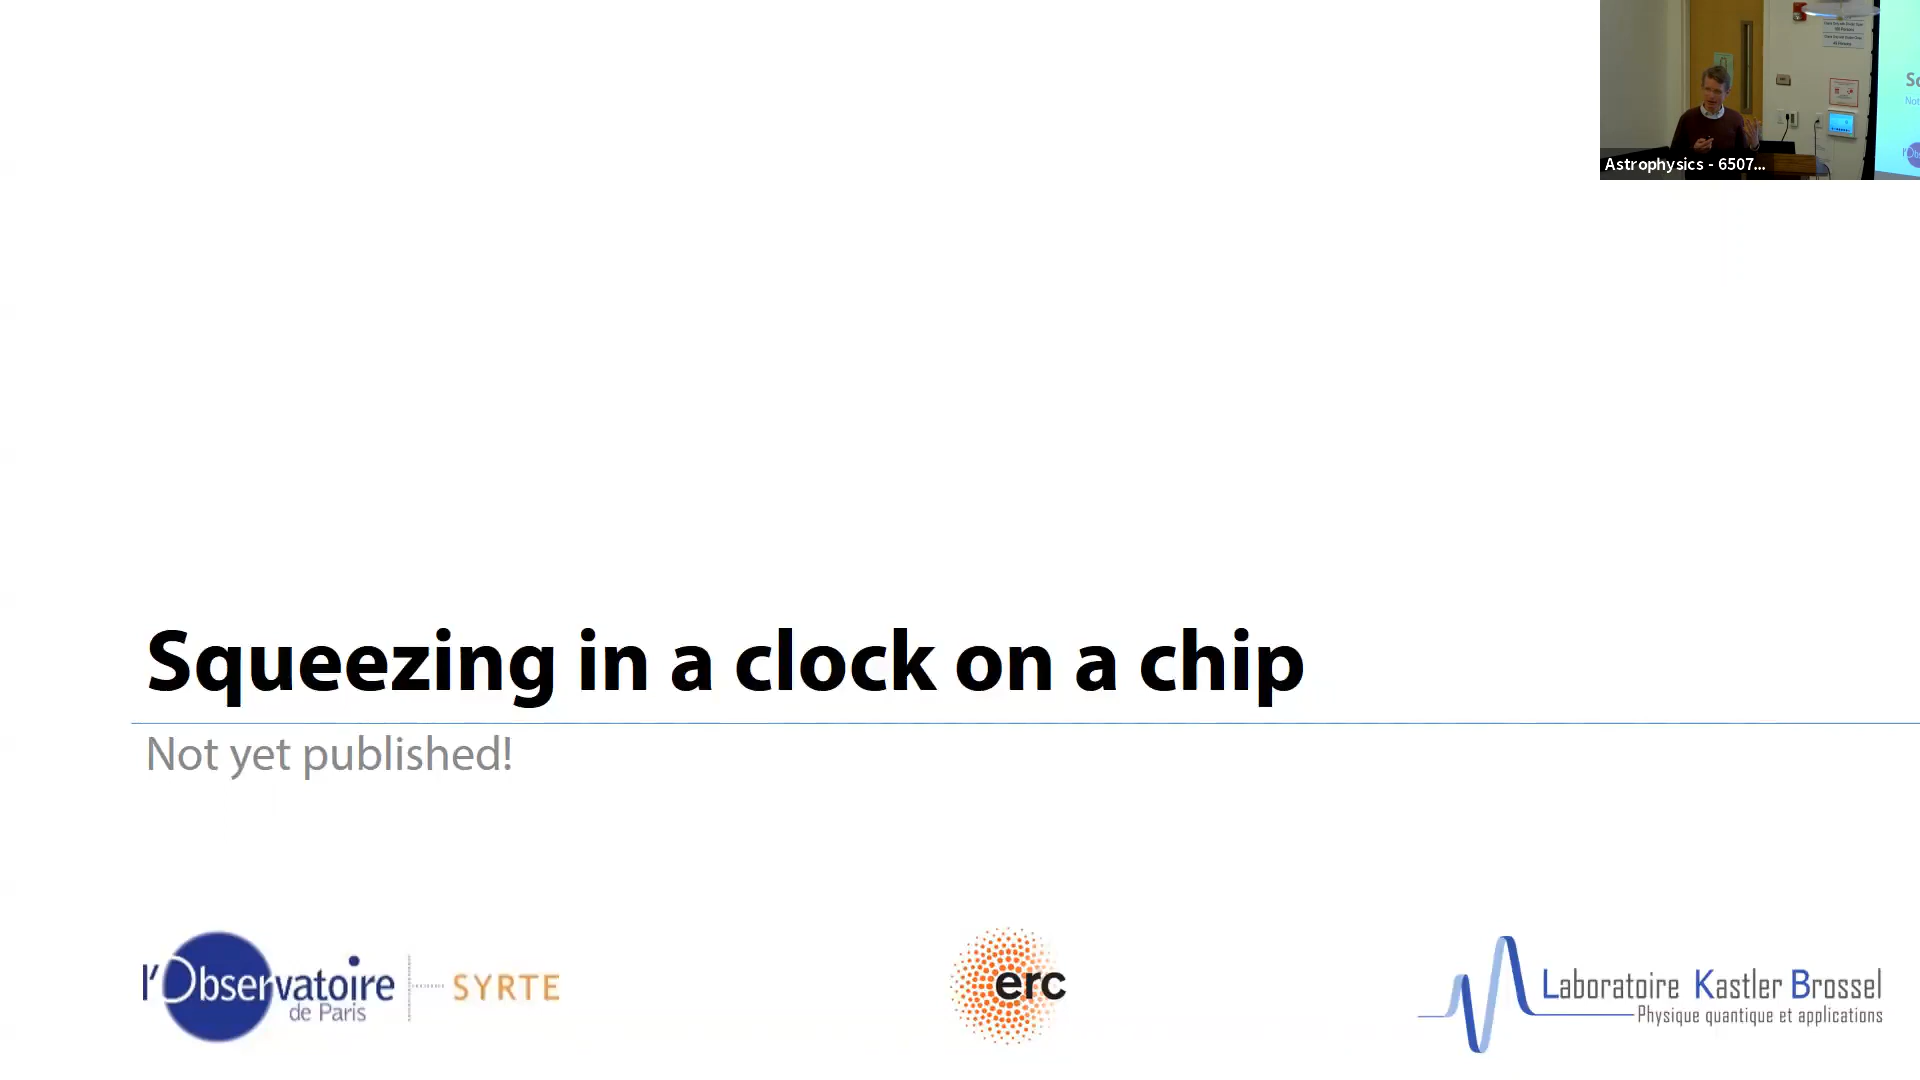 Astrophysics - 6507...
Squeezing in a clock on a chip
Not yet published!
l'Observatoire
de Paris
SYRTE
erc
Laboratoire Kastler Brossel
Physique quantique et applications